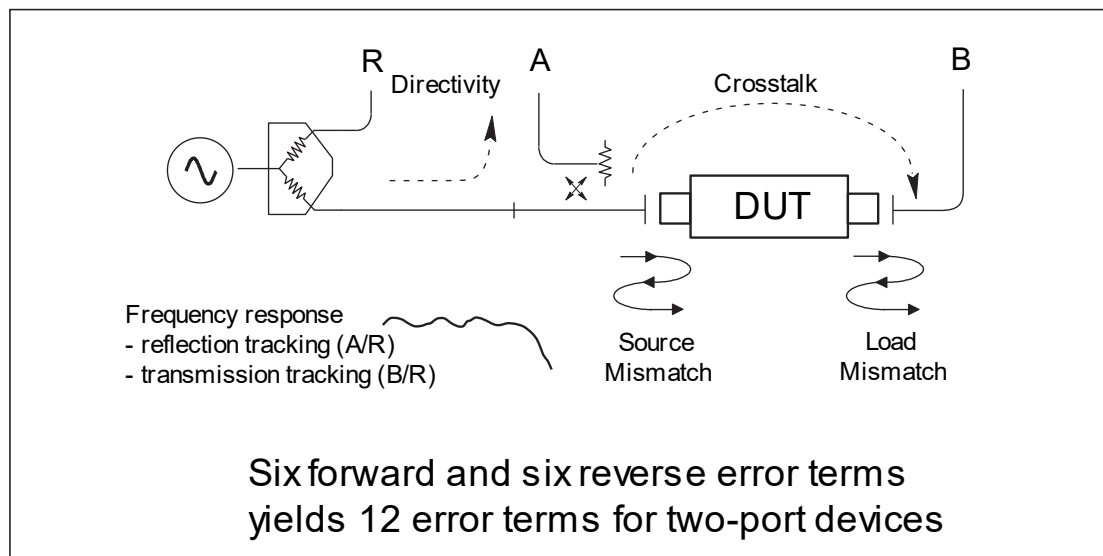 R
Directivity
A
Crosstalk
B
DUT
Frequency response
- reflection tracking (A/R)
- transmission tracking (B/R)
Source
Mismatch
Load
Mismatch
Six forward and six reverse error terms
yields 12 error terms for two-port devices